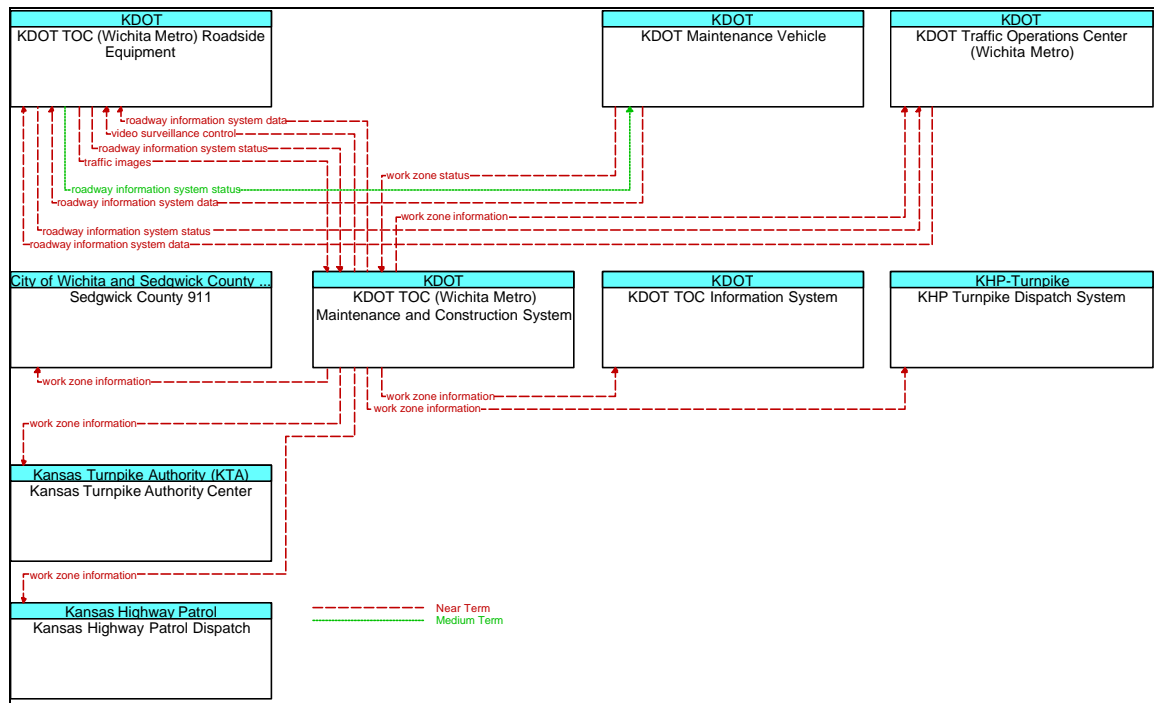 KDOT
KDOT TOC (Wichita Metro) Roadside
Equipment
KDOT
KDOT Maintenance Vehicle
KDOT
KDOT Traffic Operations Center
(Wichita Metro)
roadway information system data
video surveillance control
roadway information system status
traffic images
work zone status
roadway information system status
roadway information system data
work zone information
roadway information system status
roadway information system data
City of Wichita and Sedgwick County ...
Sedgwick County 911
KDOT
KDOT TOC (Wichita Metro)
Maintenance and Construction System
KDOT
KDOT TOC Information System
KHP-Turnpike
KHP Turnpike Dispatch System
work zone information
work zone information
work zone information
work zone information
Kansas Turnpike Authority (KTA)
Kansas Turnpike Authority Center
work zone information
Kansas Highway Patrol
Kansas Highway Patrol Dispatch
Near Term
Medium Term